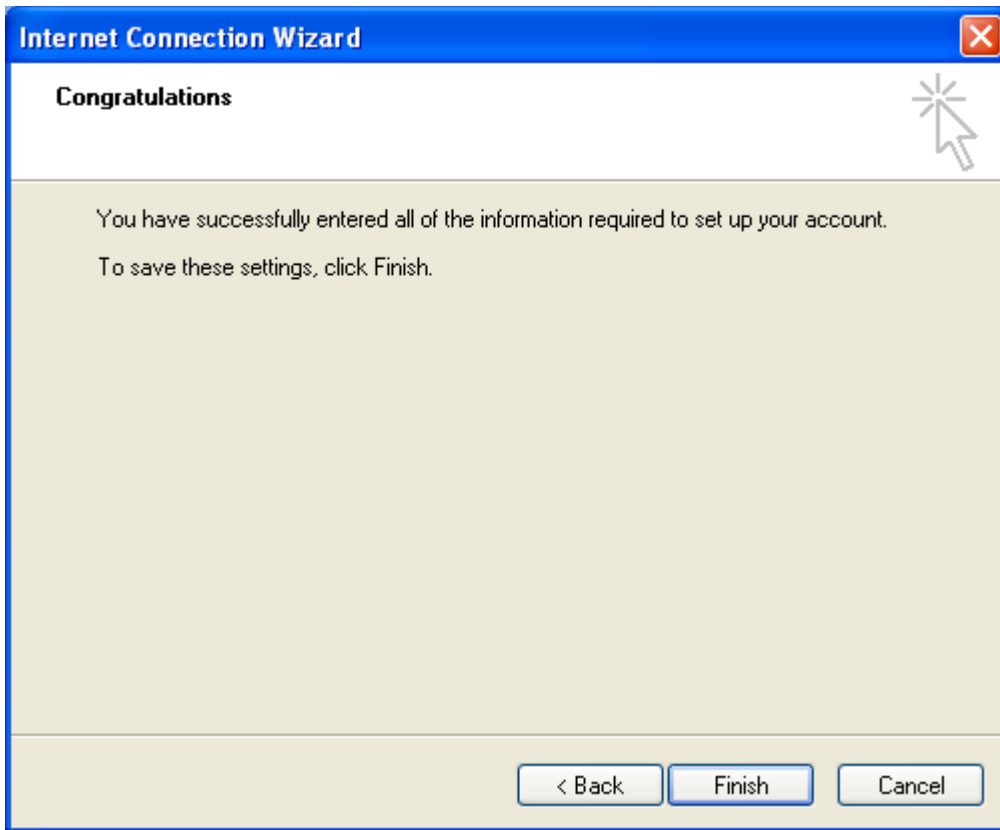 Internet Connection Wizard
Congratulations
You have successfully entered all of the information required to set up your account.
To save these settings, click Finish.
< Back
Finish
Cancel